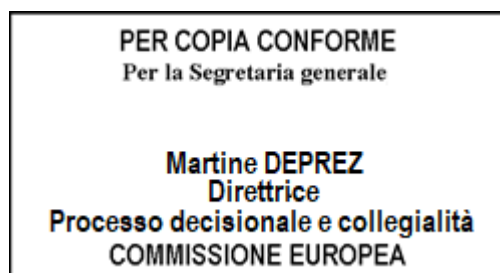 PER COPIA CONFORME
Per la Segretaria generale
Martine DEPREZ
Direttrice
Processo decisionale e collegialità
COMMISSIONE EUROPEA